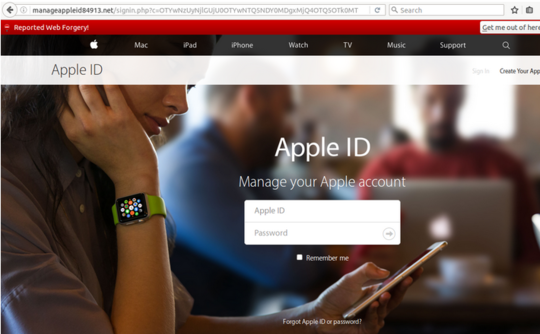 manageappleid84913.net/signin.php?c=
Search
Reported Web Forgery!
Get me out of here
Mac iPad iPhone Watch TV Music Support
Apple ID
Sign In Create Your App
Apple ID
Manage your Apple account
Apple ID
Password
Remember me
Forgot Apple ID or password?